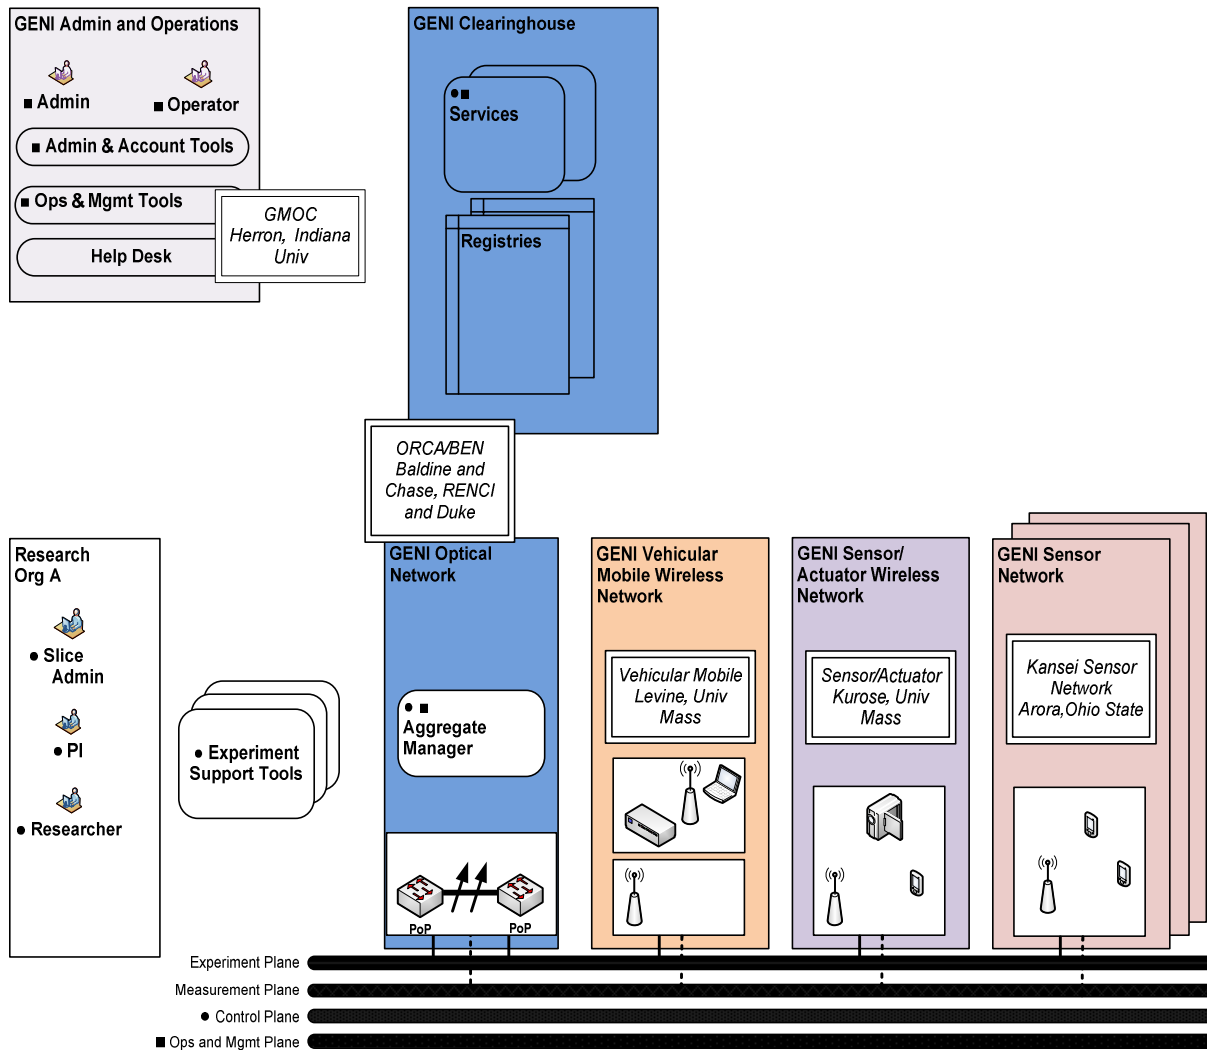 GENI Admin and Operations
■ Admin
■ Operator
■ Admin & Account Tools
■ Ops & Mgmt Tools
Help Desk
GMOC
Herron, Indiana
Univ
GENI Clearinghouse
● ■
Services
Registries
ORCA/BEN
Baldine and
Chase, RENCI
and Duke
Research
Org A
● Slice
Admin
● PI
● Researcher
● Experiment
Support Tools
GENI Optical
Network
● ■
Aggregate
Manager
PoP
PoP
GENI Vehicular
Mobile Wireless
Network
Vehicular Mobile
Levine, Univ
Mass
GENI Sensor/
Actuator Wireless
Network
Sensor/Actuator
Kurose, Univ
Mass
GENI Sensor
Network
Kansei Sensor
Network
Arora,Ohio State
Experiment Plane
Measurement Plane
● Control Plane
■ Ops and Mgmt Plane